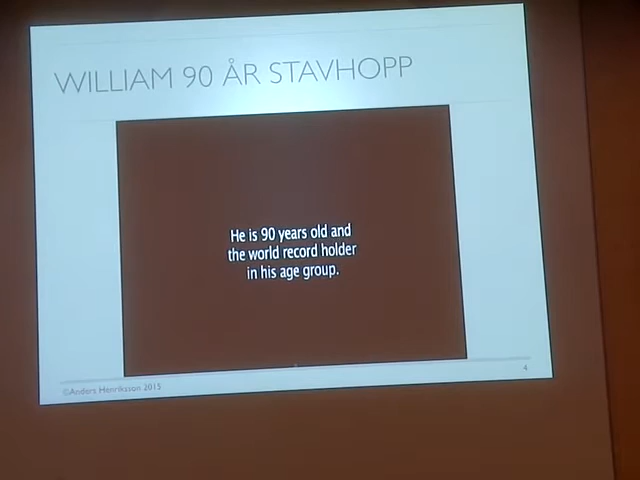 WILLIAM 90 ÅR STAVHOPP
He is 90 years old and
the world record holder
in his age group.
©Anders Henriksson 2015
4